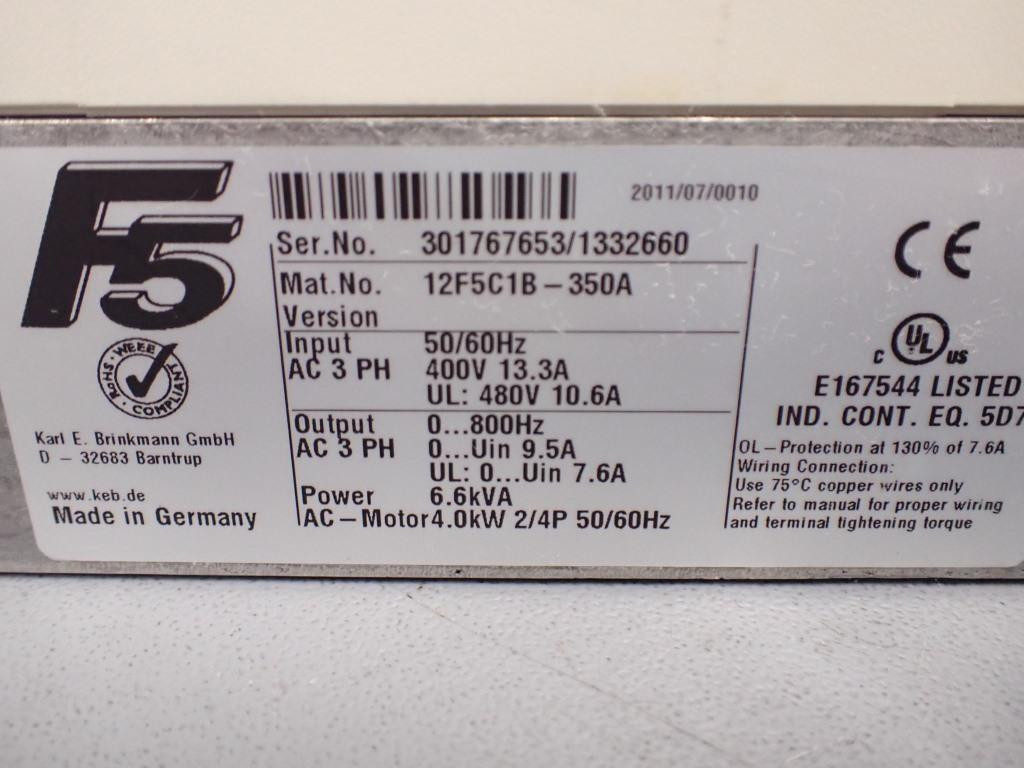 F5
RoHS · WEEE
COMPLIANT
Karl E. Brinkmann GmbH
D – 32683 Barntrup
www.keb.de
Made in Germany
2011/07/0010
Ser.No. 301767653/1332660
Mat.No. 12F5C1B – 350A
Version
Input 50/60Hz
AC 3 PH 400V 13.3A
UL: 480V 10.6A
Output 0...800Hz
AC 3 PH 0...Uin 9.5A
UL: 0...Uin 7.6A
Power 6.6kVA
AC–Motor4.0kW 2/4P 50/60Hz
CE
c UL us
E167544 LISTED
IND. CONT. EQ. 5D7
OL–Protection at 130% of 7.6A
Wiring Connection:
Use 75°C copper wires only
Refer to manual for proper wiring
and terminal tightening torque